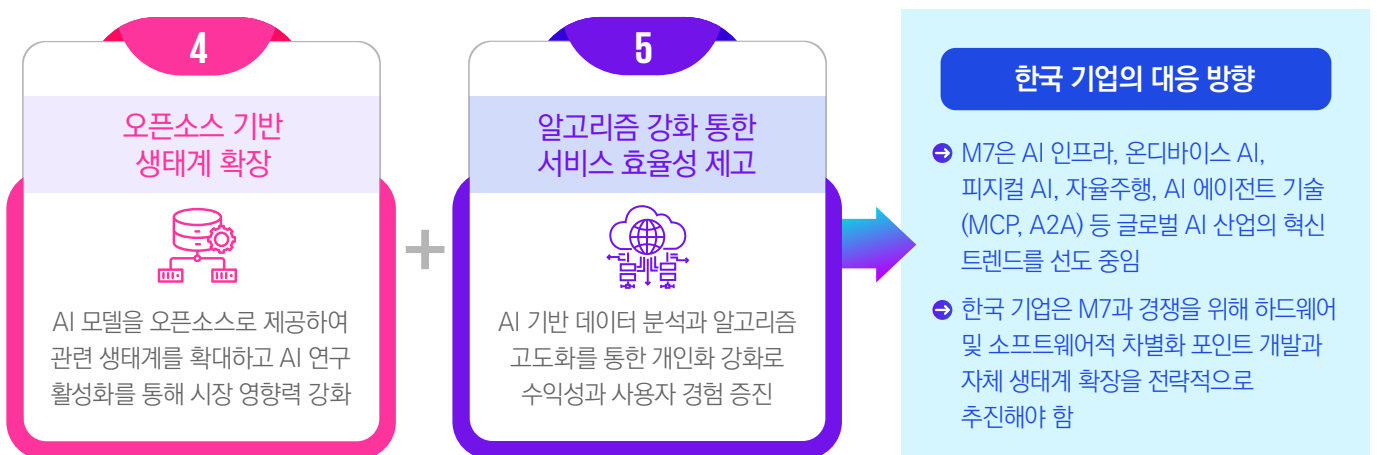 4
오픈소스 기반
생태계 확장
AI 모델을 오픈소스로 제공하여
관련 생태계를 확대하고 AI 연구
활성화를 통해 시장 영향력 강화
+
5
알고리즘 강화 통한
서비스 효율성 제고
AI 기반 데이터 분석과 알고리즘
고도화를 통한 개인화 강화로
수익성과 사용자 경험 증진
한국 기업의 대응 방향
M7은 AI 인프라, 온디바이스 AI,
피지컬 AI, 자율주행, AI 에이전트 기술
(MCP, A2A) 등 글로벌 AI 산업의 혁신
트렌드를 선도 중임
한국 기업은 M7과 경쟁을 위해 하드웨어
및 소프트웨어적 차별화 포인트 개발과
자체 생태계 확장을 전략적으로
추진해야 함